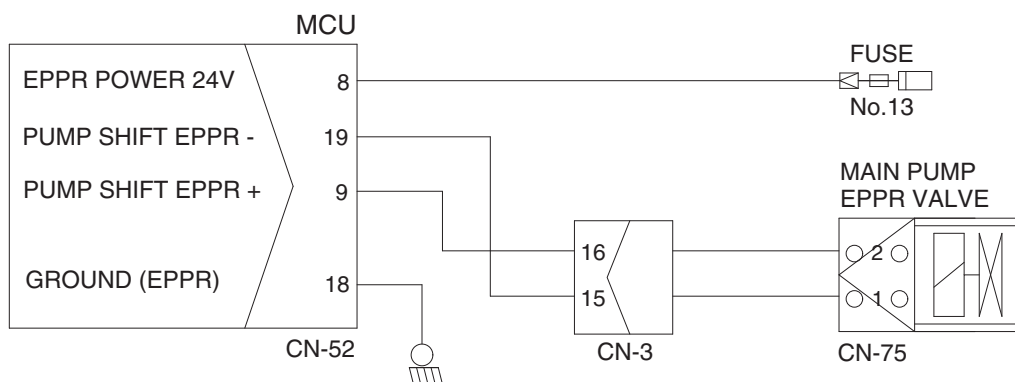 MCU
FUSE
EPPR POWER 24V
8
No.13
PUMP SHIFT EPPR -
19
MAIN PUMP
EPPR VALVE
PUMP SHIFT EPPR +
9
16
2
GROUND (EPPR)
18
15
1
CN-52
CN-3
CN-75